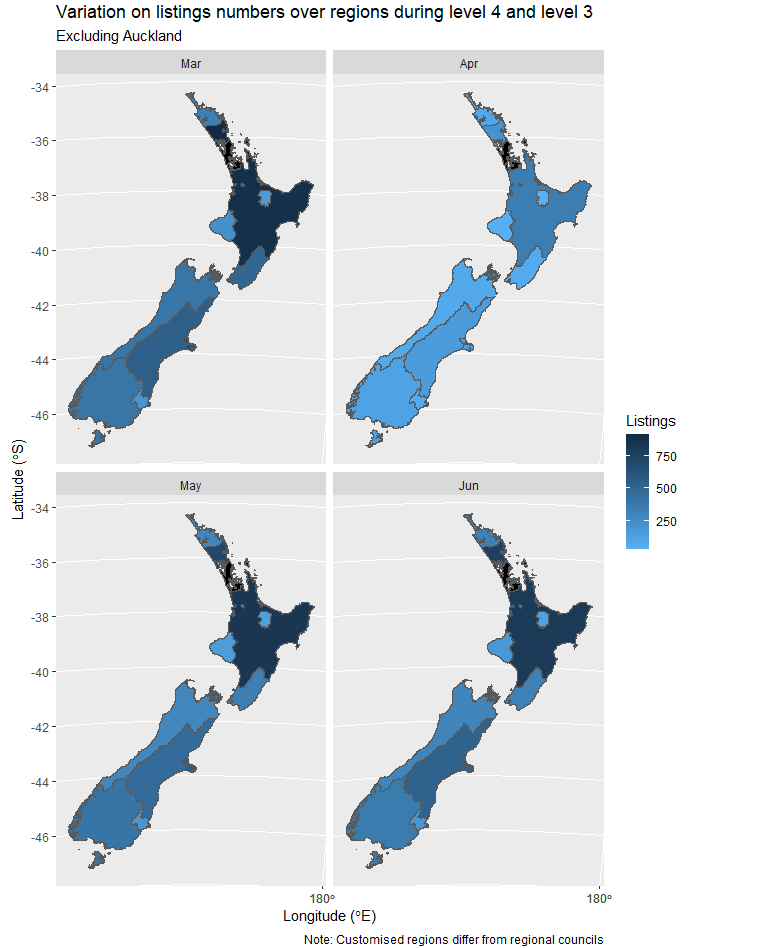 Variation on listings numbers over regions during level 4 and level 3
Excluding Auckland
Mar
Apr
-34
-36
-38
-40
-42
-44
-46
May
Jun
-34
-36
-38
-40
-42
-44
-46
180°
180°
Latitude (°S)
Longitude (°E)
Listings
750
500
250
Note: Customised regions differ from regional councils